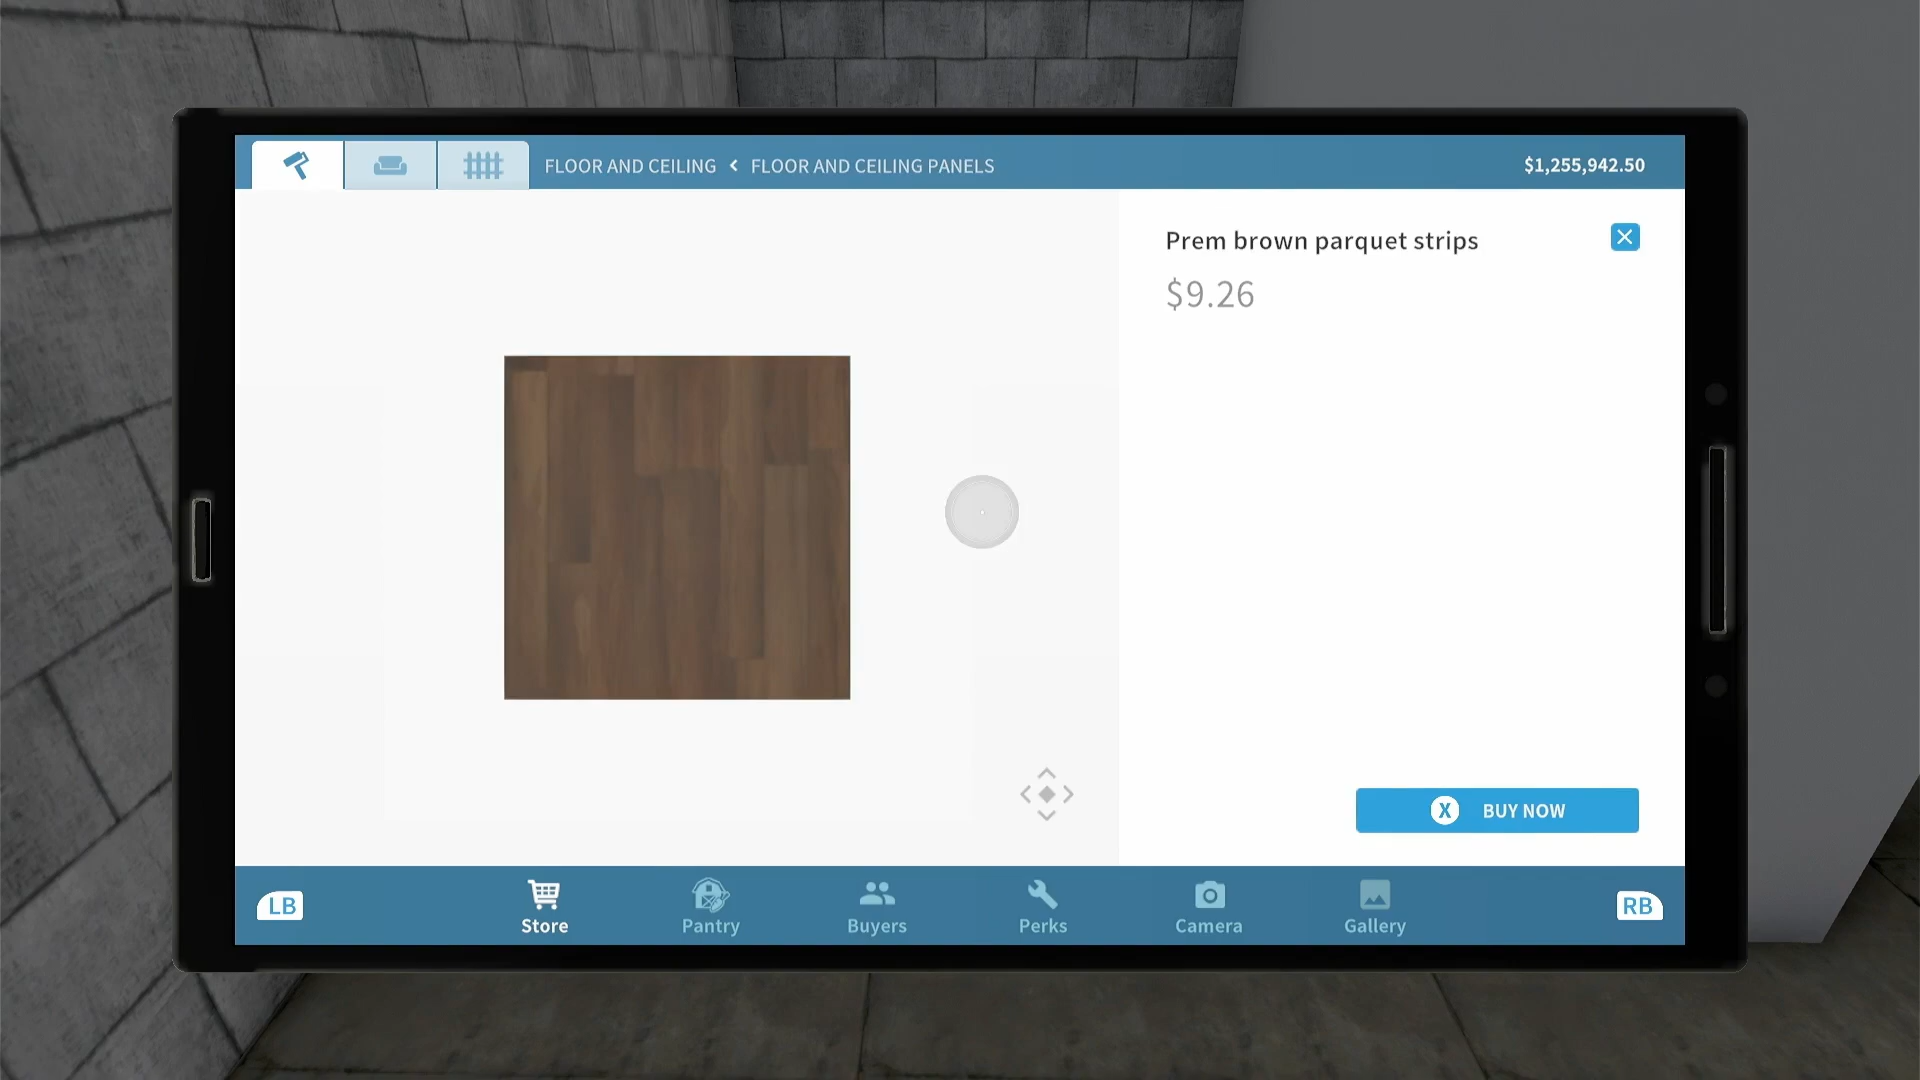 FLOOR AND CEILING < FLOOR AND CEILING PANELS
$1,255,942.50
Prem brown parquet strips
$9.26
X BUY NOW
LB
Store
Pantry
Buyers
Perks
Camera
Gallery
RB